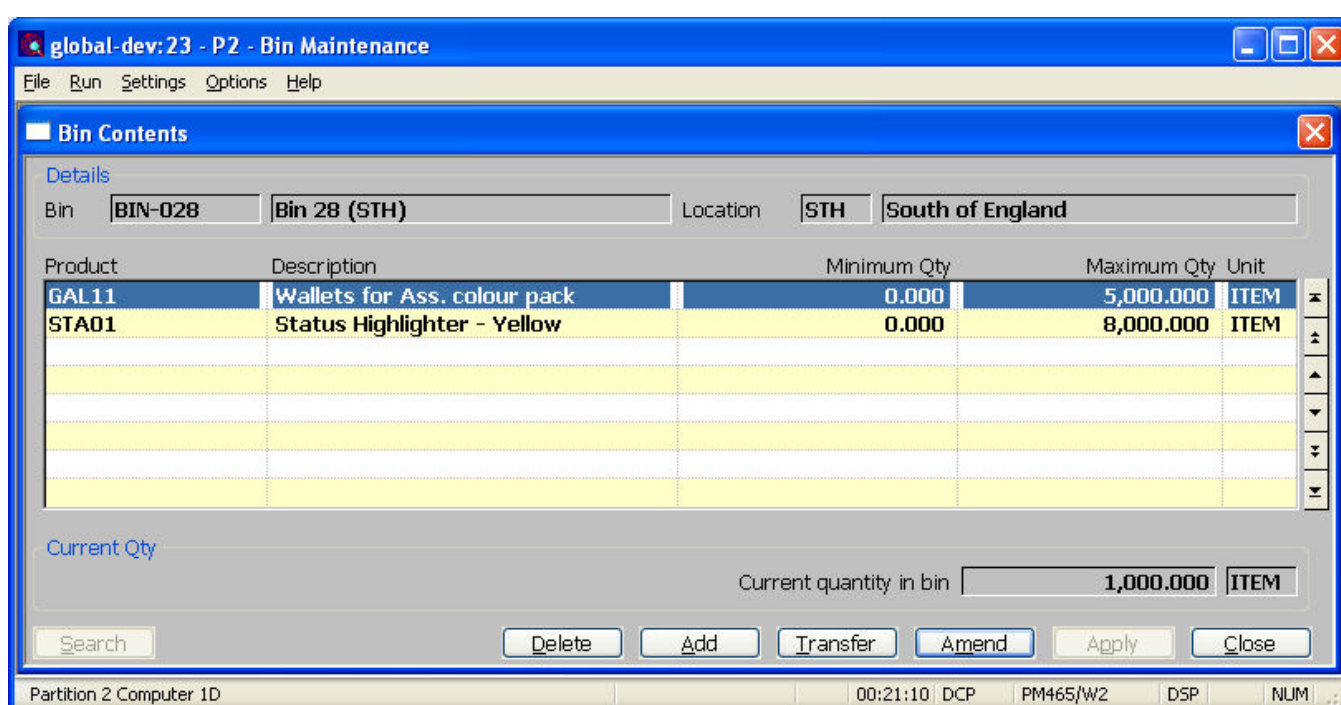 global-dev:23 - P2 - Bin Maintenance
File Run Settings Options Help
Bin Contents
Details
Bin BIN-028 Bin 28 (STH) Location STH South of England
Product Description Minimum Qty Maximum Qty Unit
GAL11 Wallets for Ass. colour pack 0.000 5,000.000 ITEM
STA01 Status Highlighter - Yellow 0.000 8,000.000 ITEM
Current Qty
Current quantity in bin 1,000.000 ITEM
Search Delete Add Transfer Amend Apply Close
Partition 2 Computer 1D 00:21:10 DCP PM465/W2 DSP NUM